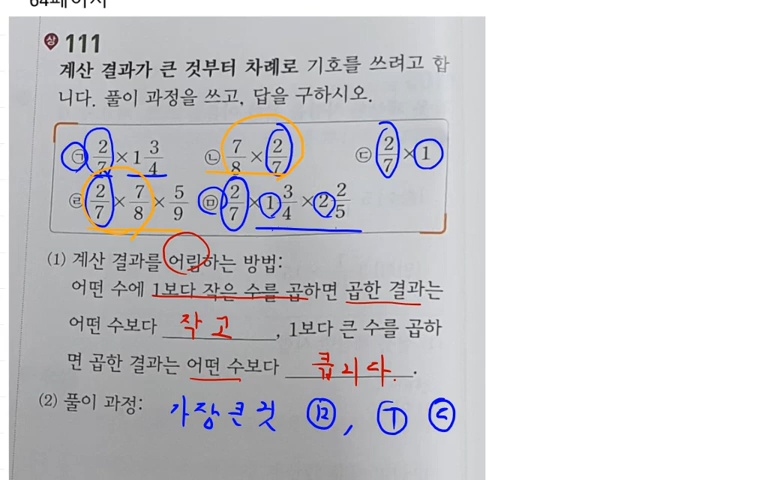 64페이지
상 111
계산 결과가 큰 것부터 차례로 기호를 쓰려고 합
니다. 풀이 과정을 쓰고, 답을 구하시오.
㉠ 2/7 × 1 3/4 ㉡ 7/8 × 2/7 ㉢ 2/7 × 1
㉣ 2/7 × 7/8 × 5/9 ㉤ 2/7 × 1 3/4 × 2 2/5
(1) 계산 결과를 어림하는 방법:
어떤 수에 1보다 작은 수를 곱하면 곱한 결과는
어떤 수보다 작고, 1보다 큰 수를 곱하
면 곱한 결과는 어떤 수보다 큽니다.
(2) 풀이 과정: 가장 큰 것 ㉤, ㉠ ㉢